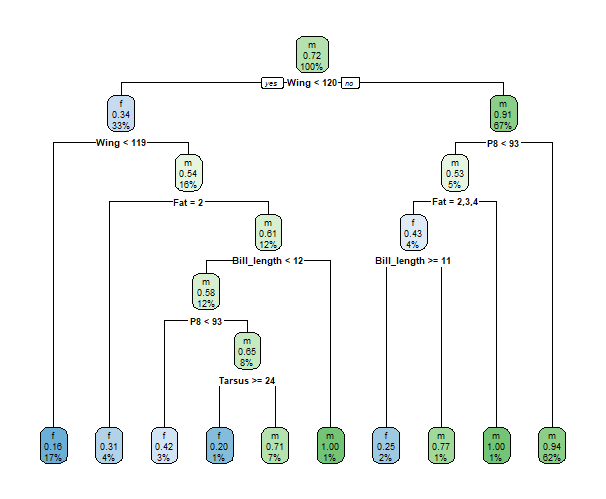 m
0.72
100%
yes Wing < 120 no
f
0.34
33%
m
0.91
67%
Wing < 119
P8 < 93
m
0.54
16%
m
0.53
5%
Fat = 2
Fat = 2,3,4
m
0.61
12%
f
0.43
4%
Bill_length < 12
Bill_length >= 11
m
0.58
12%
P8 < 93
m
0.65
8%
Tarsus >= 24
f
0.16
17%
f
0.31
4%
f
0.42
3%
f
0.20
1%
m
0.71
7%
m
1.00
1%
f
0.25
2%
m
0.77
1%
m
1.00
1%
m
0.94
62%